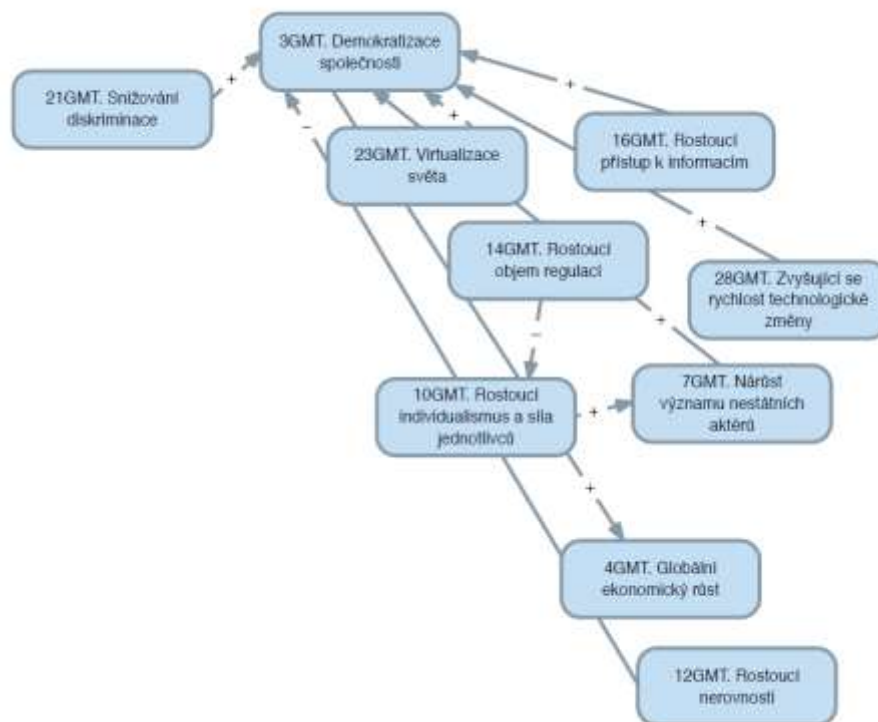 3GMT. Demokratizace
společnosti
21GMT. Snižování
diskriminace
+
+
–
+
16GMT. Rostoucí
přístup k informacím
23GMT. Virtualizace
světa
+
14GMT. Rostoucí
objem regulací
28GMT. Zvyšující se
rychlost technologické
změny
–
+
10GMT. Rostoucí
individualismus a síla
jednotlivců
+
7GMT. Nárůst
významu nestátních
aktérů
+
4GMT. Globální
ekonomický růst
12GMT. Rostoucí
nerovnosti